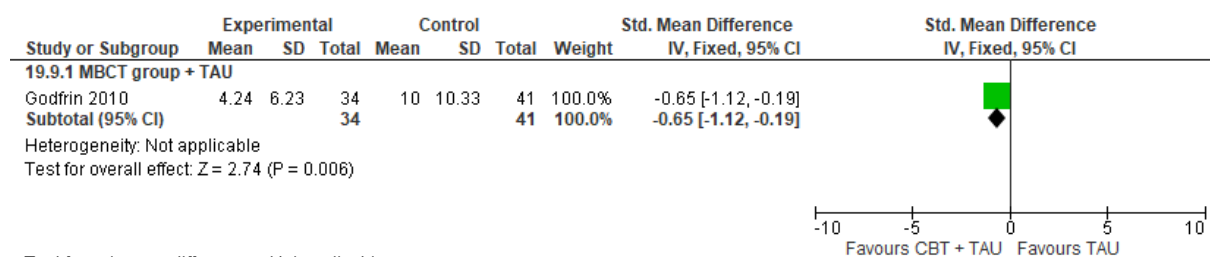 Experimental Control Std. Mean Difference Std. Mean Difference
Study or Subgroup Mean SD Total Mean SD Total Weight IV, Fixed, 95% CI IV, Fixed, 95% CI
19.9.1 MBCT group + TAU
Godfrin 2010 4.24 6.23 34 10 10.33 41 100.0% -0.65 [-1.12, -0.19]
Subtotal (95% CI) 34 41 100.0% -0.65 [-1.12, -0.19]
Heterogeneity: Not applicable
Test for overall effect: Z = 2.74 (P = 0.006)
-10 -5 0 5 10
Favours CBT + TAU Favours TAU